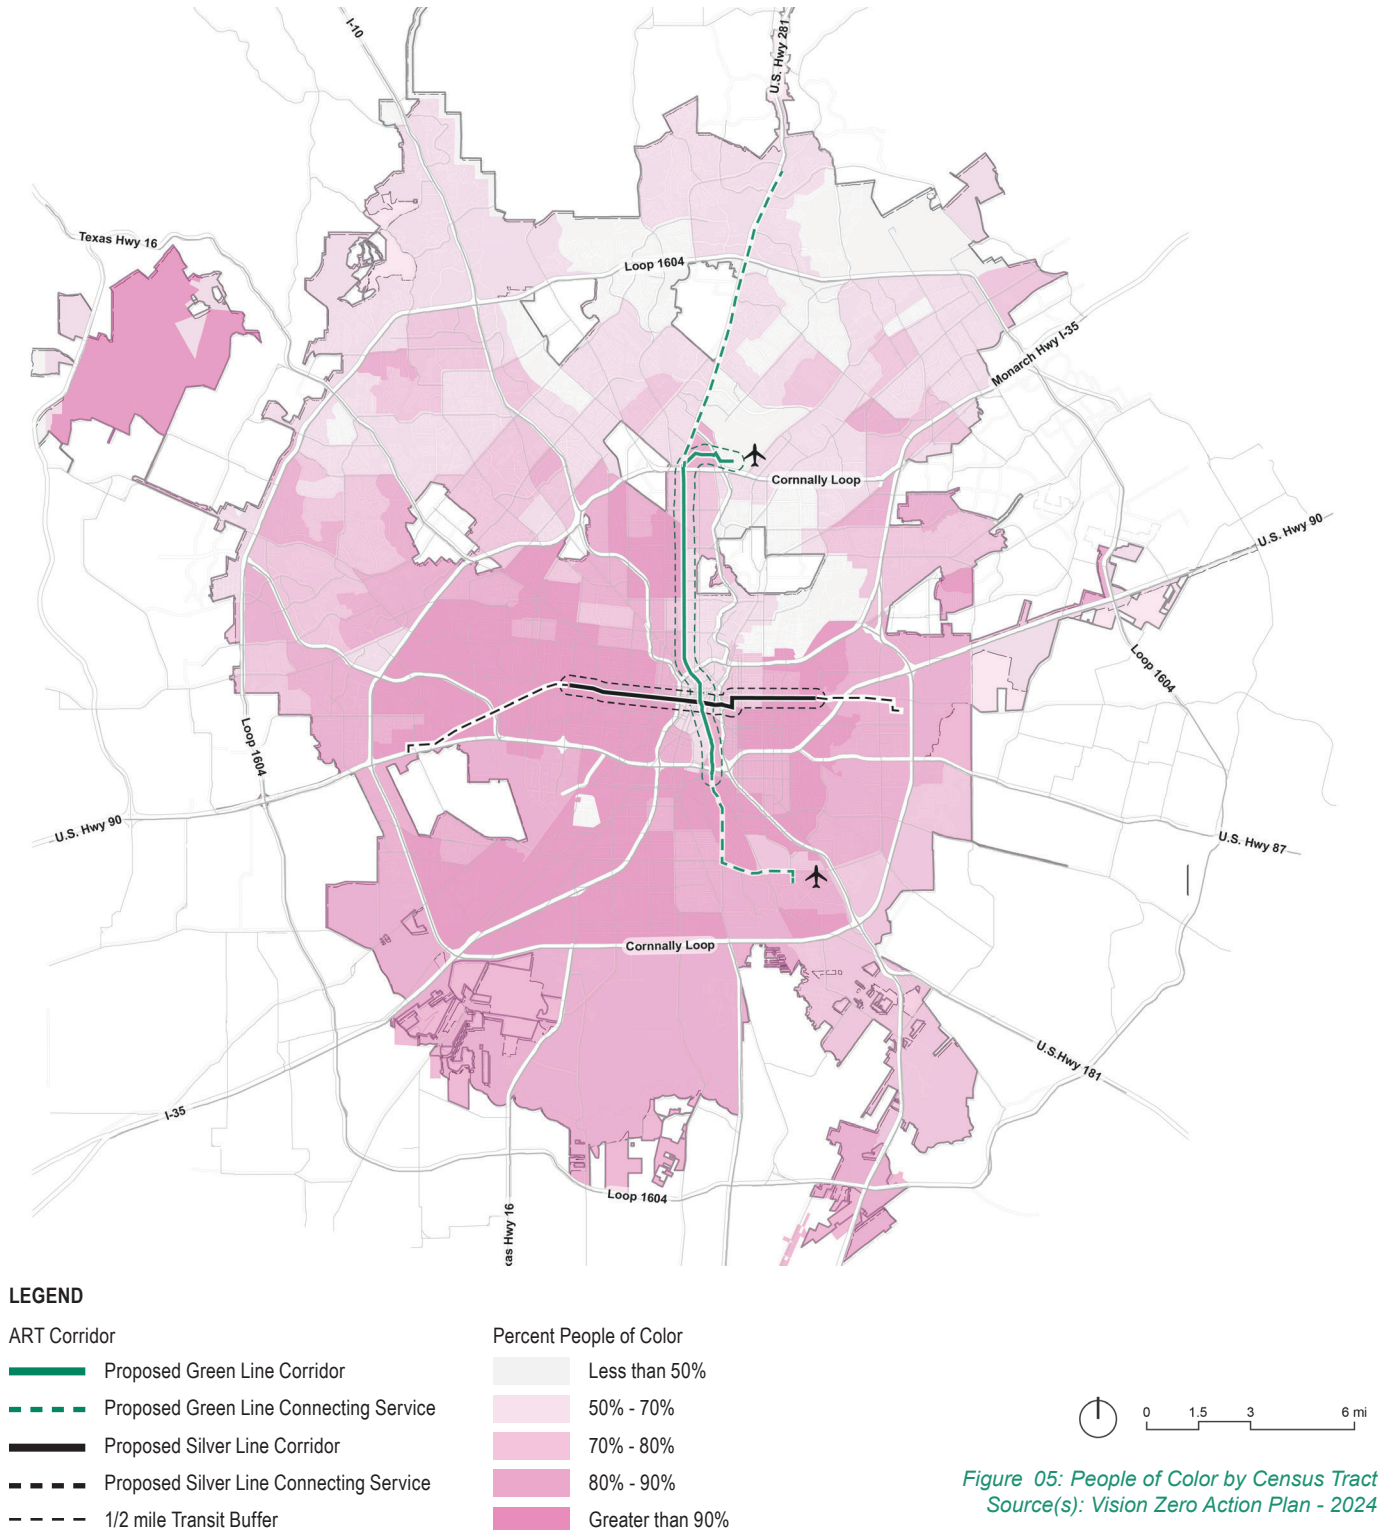 I-10
U.S. Hwy 281
Texas Hwy 16
Loop 1604
Monarch Hwy I-35
Cornnally Loop
U.S. Hwy 90
Loop 1604
Loop 1604
U.S. Hwy 90
U.S. Hwy 87
Cornnally Loop
U.S.Hwy 181
I-35
Loop 1604
xas Hwy 16
LEGEND
ART Corridor
Proposed Green Line Corridor
Proposed Green Line Connecting Service
Proposed Silver Line Corridor
Proposed Silver Line Connecting Service
1/2 mile Transit Buffer
Percent People of Color
Less than 50%
50% - 70%
70% - 80%
80% - 90%
Greater than 90%
0 1.5 3 6 mi
Figure 05: People of Color by Census Tract
Source(s): Vision Zero Action Plan - 2024